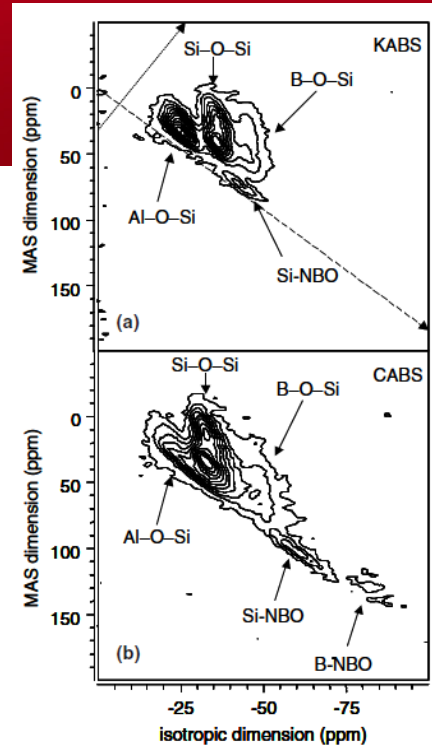 KABS
Si–O–Si
B–O–Si
0
50
100
150
MAS dimension (ppm)
Al–O–Si
Si-NBO
(a)
CABS
Si–O–Si
B–O–Si
0
50
100
150
MAS dimension (ppm)
Al–O–Si
Si-NBO
B-NBO
(b)
-25 -50 -75
isotropic dimension (ppm)